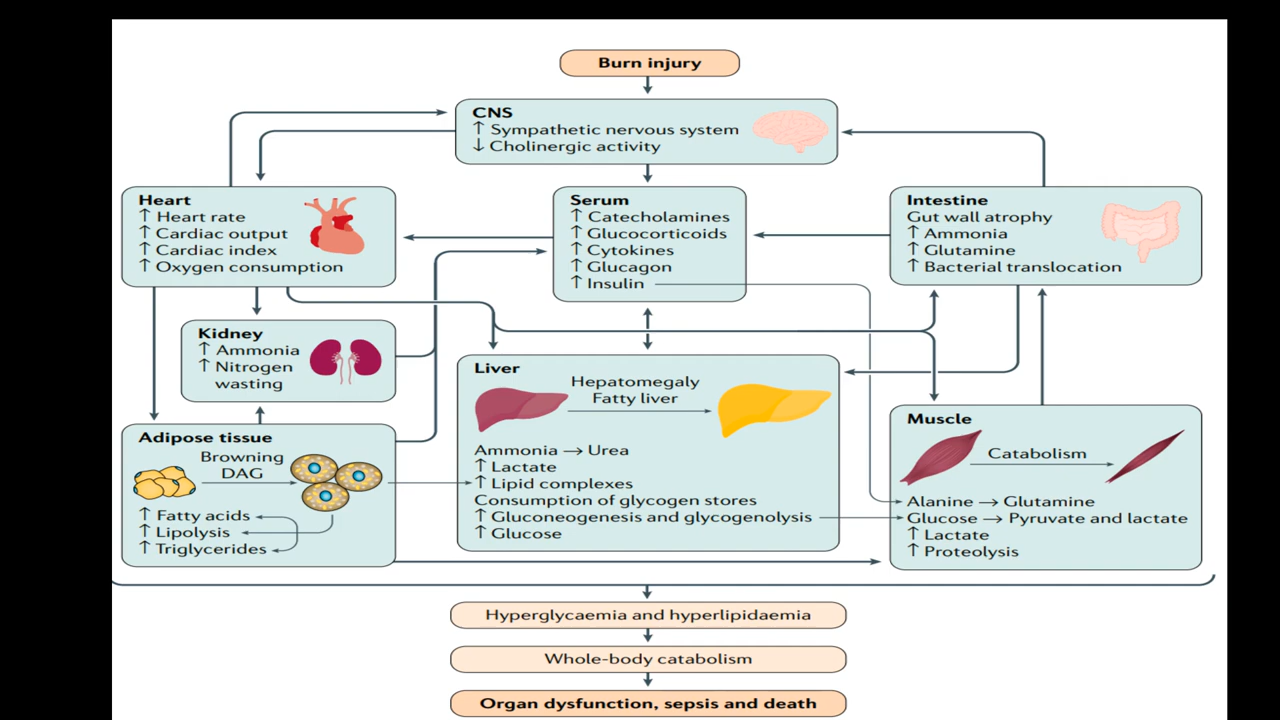 Burn injury
CNS
↑ Sympathetic nervous system
↓ Cholinergic activity
Heart
↑ Heart rate
↑ Cardiac output
↑ Cardiac index
↑ Oxygen consumption
Serum
↑ Catecholamines
↑ Glucocorticoids
↑ Cytokines
↑ Glucagon
↑ Insulin
Intestine
Gut wall atrophy
↑ Ammonia
↑ Glutamine
↑ Bacterial translocation
Kidney
↑ Ammonia
↑ Nitrogen
wasting
Liver
Hepatomegaly
Fatty liver
Ammonia → Urea
↑ Lactate
↑ Lipid complexes
Consumption of glycogen stores
↑ Gluconeogenesis and glycogenolysis
↑ Glucose
Adipose tissue
Browning
DAG
↑ Fatty acids
↑ Lipolysis
↑ Triglycerides
Muscle
Catabolism
Alanine → Glutamine
Glucose → Pyruvate and lactate
↑ Lactate
↑ Proteolysis
Hyperglycaemia and hyperlipidaemia
Whole-body catabolism
Organ dysfunction, sepsis and death